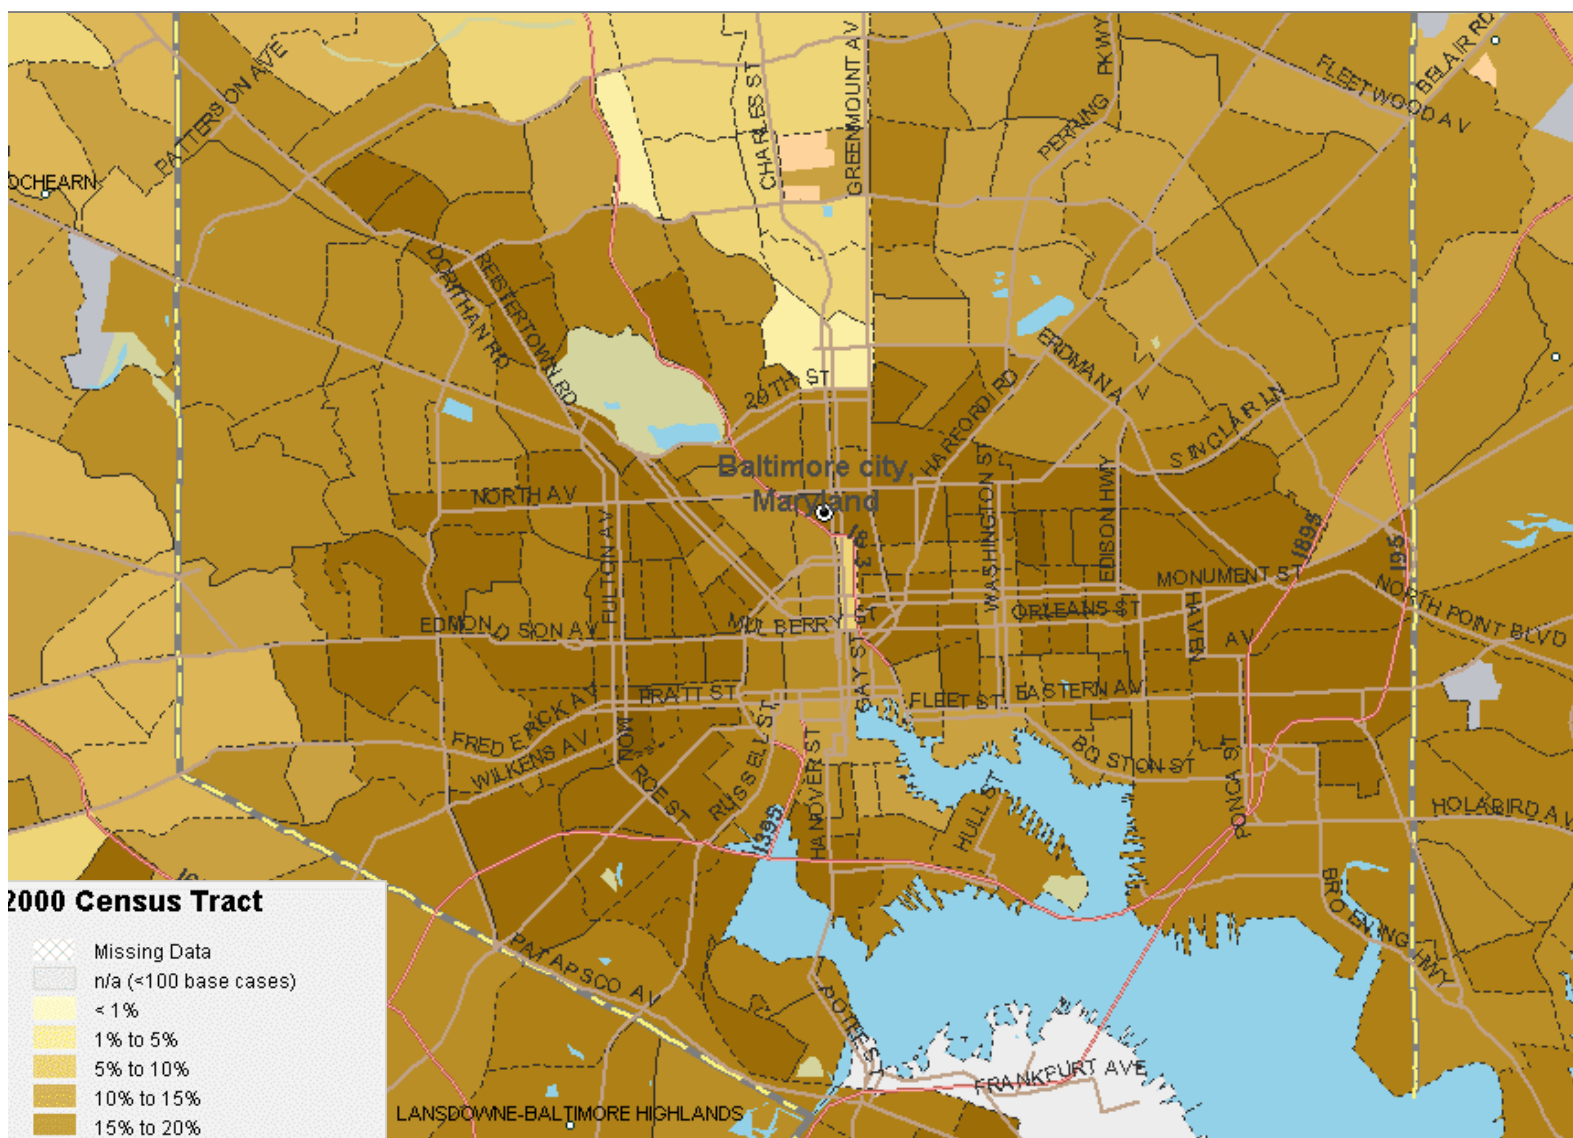 PATTERSON AVE
CHARLES ST
GREENMOUNT AV
PERRING PKWY
FLEETWOOD AV
BELAIR RD
OCHEARN
DORITHAN RD
REISTERTOWN RD
ERDMAN AV
29TH ST
HARFORD RD
SINCLAIR LN
Baltimore city,
Maryland
NORTH AV
FULTON AV
WASHINGTON ST
EDISON HWY
I895
I95
MONUMENT ST
NORTH POINT BLVD
ORLEANS ST
HAVEN
AV
EDMONDSON AV
MULBERRY
ST
GAY ST
PRATT ST
FLEET ST
EASTERN AV
FREDERICK AV
WILKENS AV
MON
ROE ST
RUSSELL ST
HANOVER ST
I395
HULL ST
BOSTON ST
PONCA ST
HOLABIRD AV
BROENING HWY
PATAPSCO AV
POTEE ST
FRANKFURT AVE
LANSDOWNE-BALTIMORE HIGHLANDS
2000 Census Tract
Missing Data
n/a (<100 base cases)
< 1%
1% to 5%
5% to 10%
10% to 15%
15% to 20%